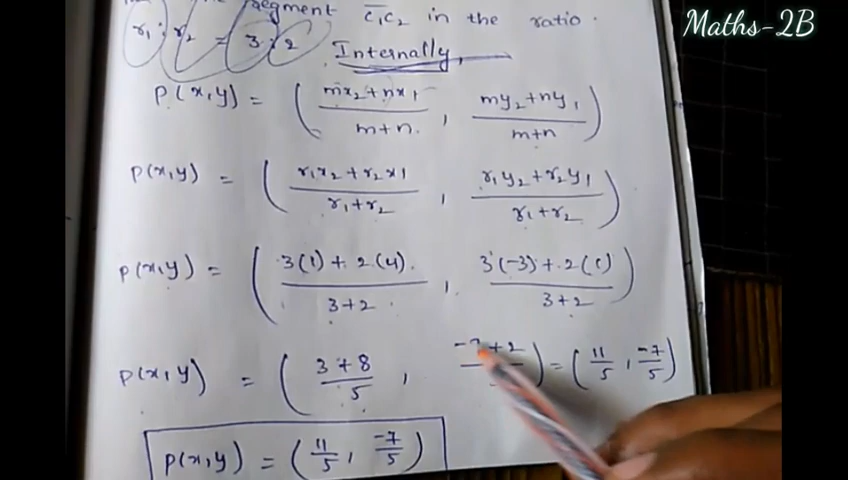 Maths-2B
segment C₁C₂ in the ratio.
r₁ : r₂ = 3 : 2 Internally,
P(x,y) = ( mx₂+nx₁ / m+n , my₂+ny₁ / m+n )
P(x,y) = ( r₁x₂+r₂x₁ / r₁+r₂ , r₁y₂+r₂y₁ / r₁+r₂ )
P(x,y) = ( 3(1)+2(4) / 3+2 , 3(-3)+2(1) / 3+2 )
P(x,y) = ( 3+8 / 5 , +2 ) = ( 11/5 , -7/5 )
P(x,y) = ( 11/5 , -7/5 )